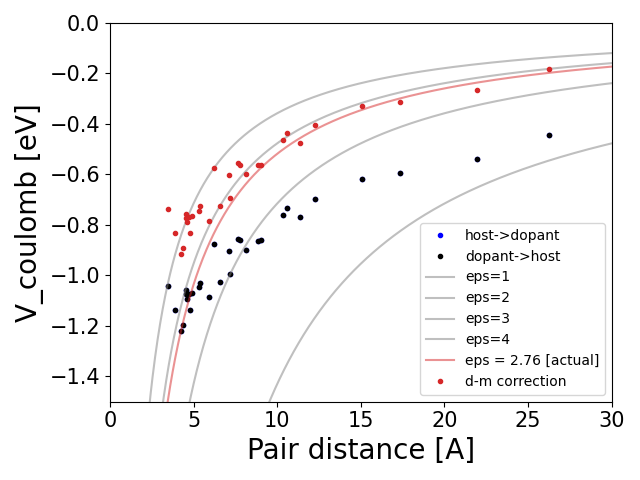 0.0
−0.2
−0.4
−0.6
−0.8
−1.0
−1.2
−1.4
V_coulomb [eV]
host->dopant
dopant->host
eps=1
eps=2
eps=3
eps=4
eps = 2.76 [actual]
d-m correction
0 5 10 15 20 25 30
Pair distance [A]